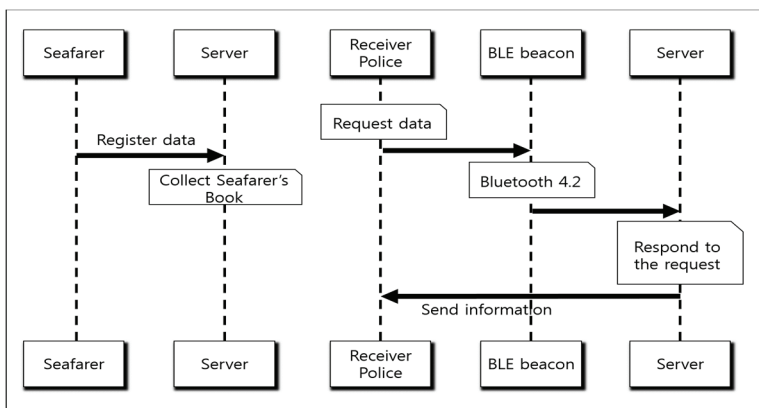 Seafarer
Server
Receiver
Police
BLE beacon
Server
Request data
Register data
Collect Seafarer's
Book
Bluetooth 4.2
Respond to
the request
Send information
Seafarer
Server
Receiver
Police
BLE beacon
Server